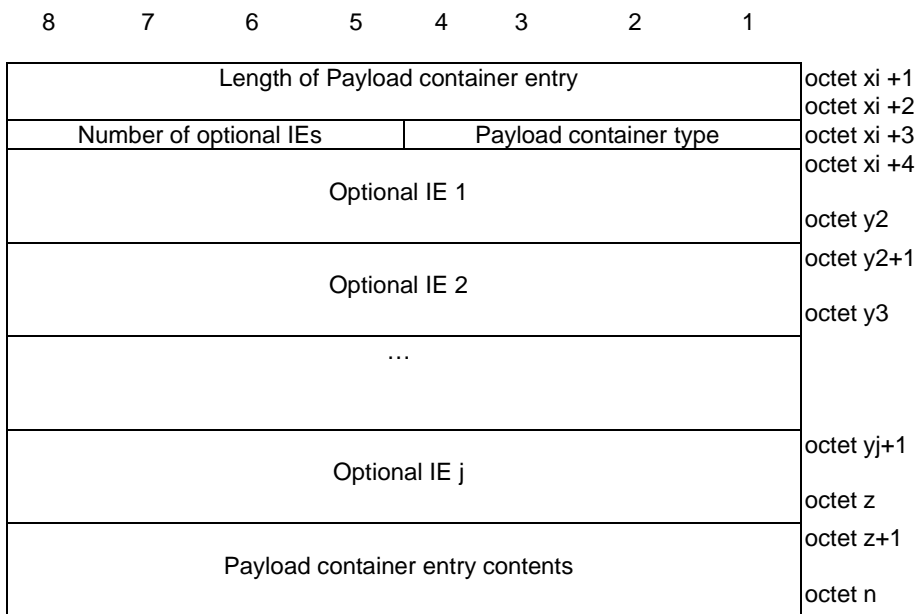 8 7 6 5 4 3 2 1
Length of Payload container entry
octet xi +1
octet xi +2
Number of optional IEs
Payload container type
octet xi +3
octet xi +4
Optional IE 1
octet y2
octet y2+1
Optional IE 2
octet y3
…
octet yj+1
Optional IE j
octet z
octet z+1
Payload container entry contents
octet n